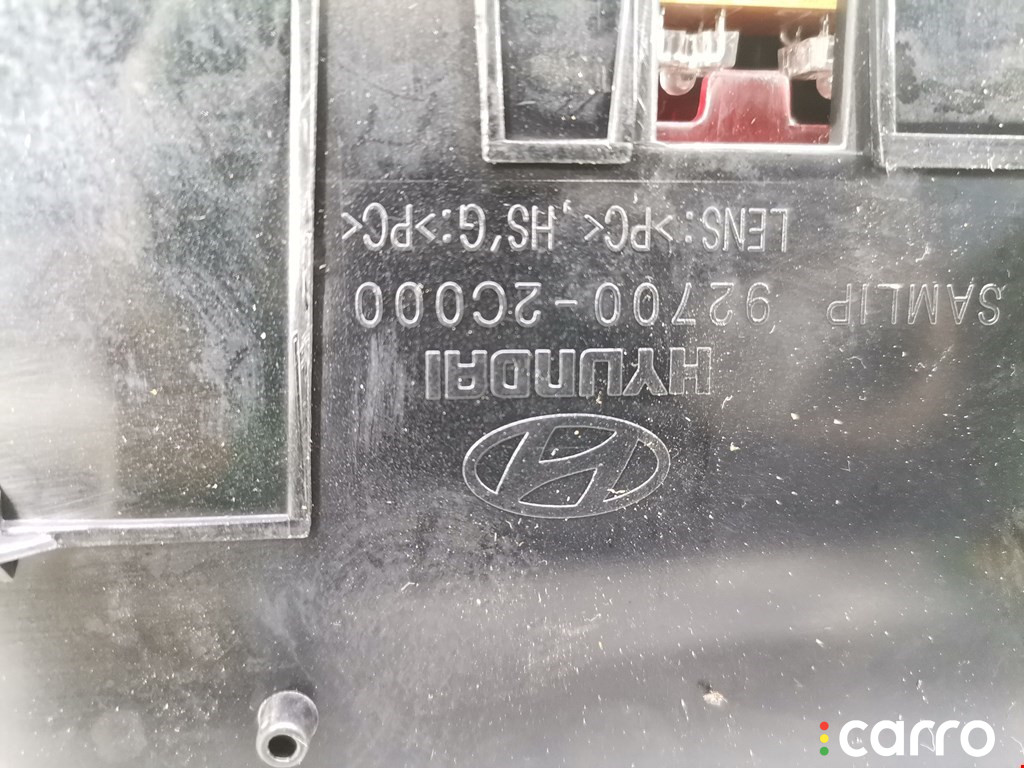 HYUNDAI
SAMLIP 92700-2C000
LENS:>PC<, HS'G:>PC<
carro